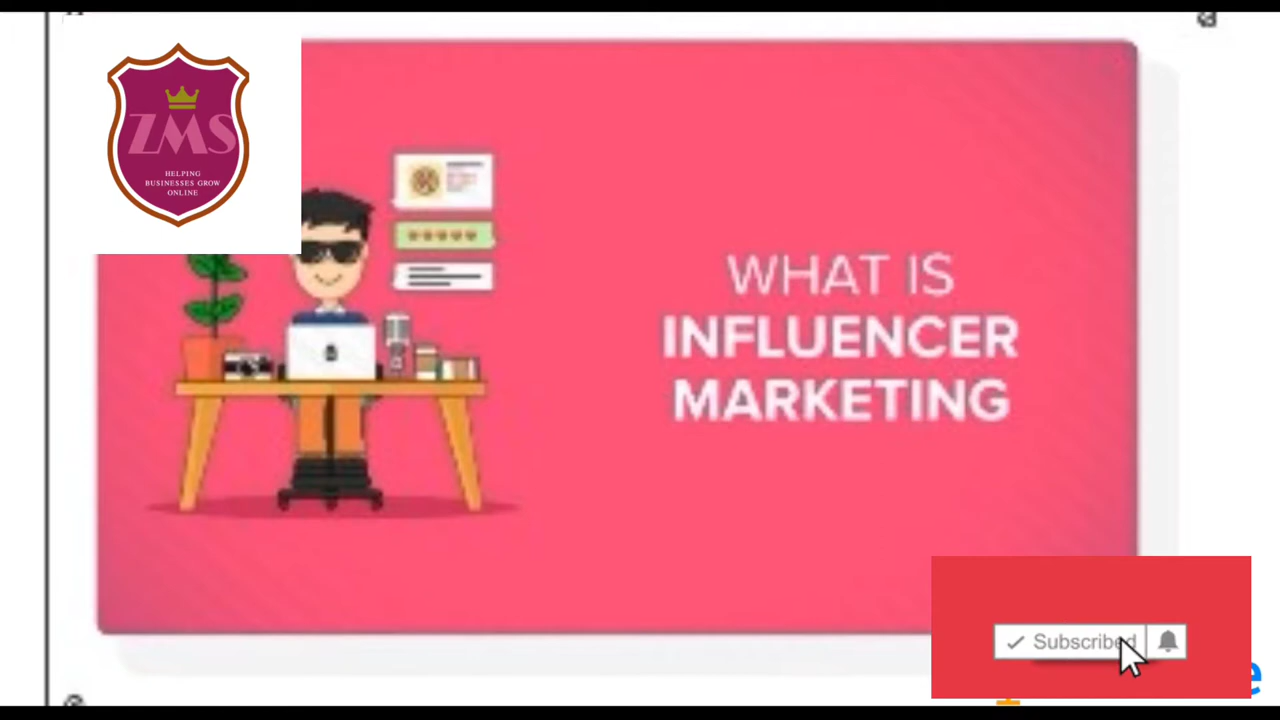 ZMS
HELPING
BUSINESSES GROW
ONLINE
WHAT IS
INFLUENCER
MARKETING
Subscribed
e